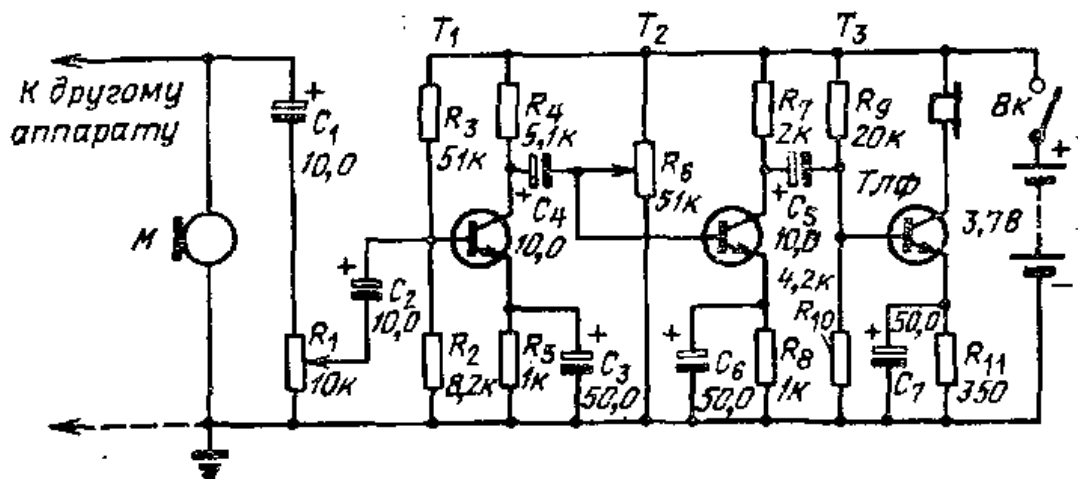 T1
T2
T3
К другому
аппарату
+
C1
10,0
M
R1
10к
+
C2
10,0
R3
51к
R2
8,2к
R4
5,1к
+
C4
10,0
R5
1к
+
C3
50,0
R6
51к
R7
2к
+
C5
10,0
4,2к
+
C6
50,0
R8
1к
R9
20к
R10
ТЛФ
50,0
+
C7
R11
350
Вк
+
3,7В
−